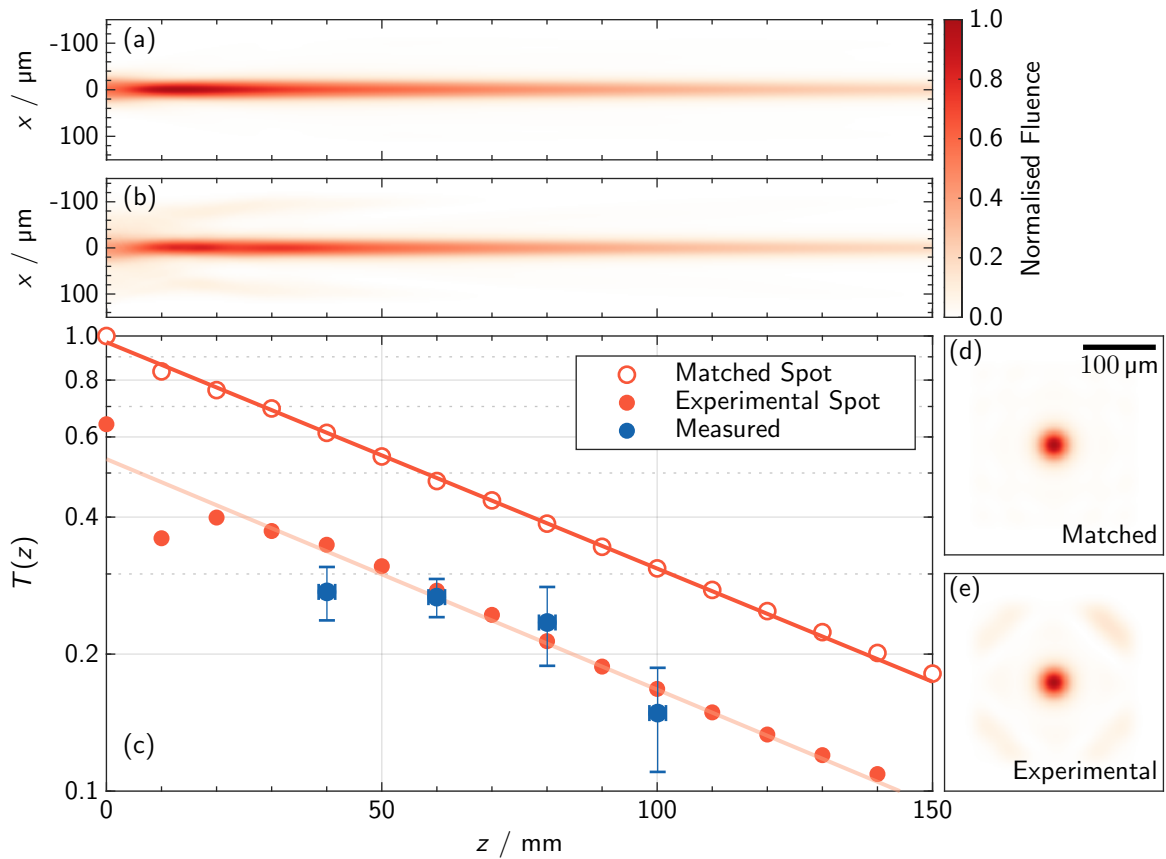 (a)
-100
0
100
x / µm
(b)
-100
0
100
x / µm
1.0
0.8
0.6
0.4
0.2
0.0
Normalised Fluence
(c)
1.0
0.8
0.6
0.4
0.2
0.1
T(z)
0
50
100
150
z / mm
Matched Spot
Experimental Spot
Measured
(d)
100 µm
Matched
(e)
Experimental